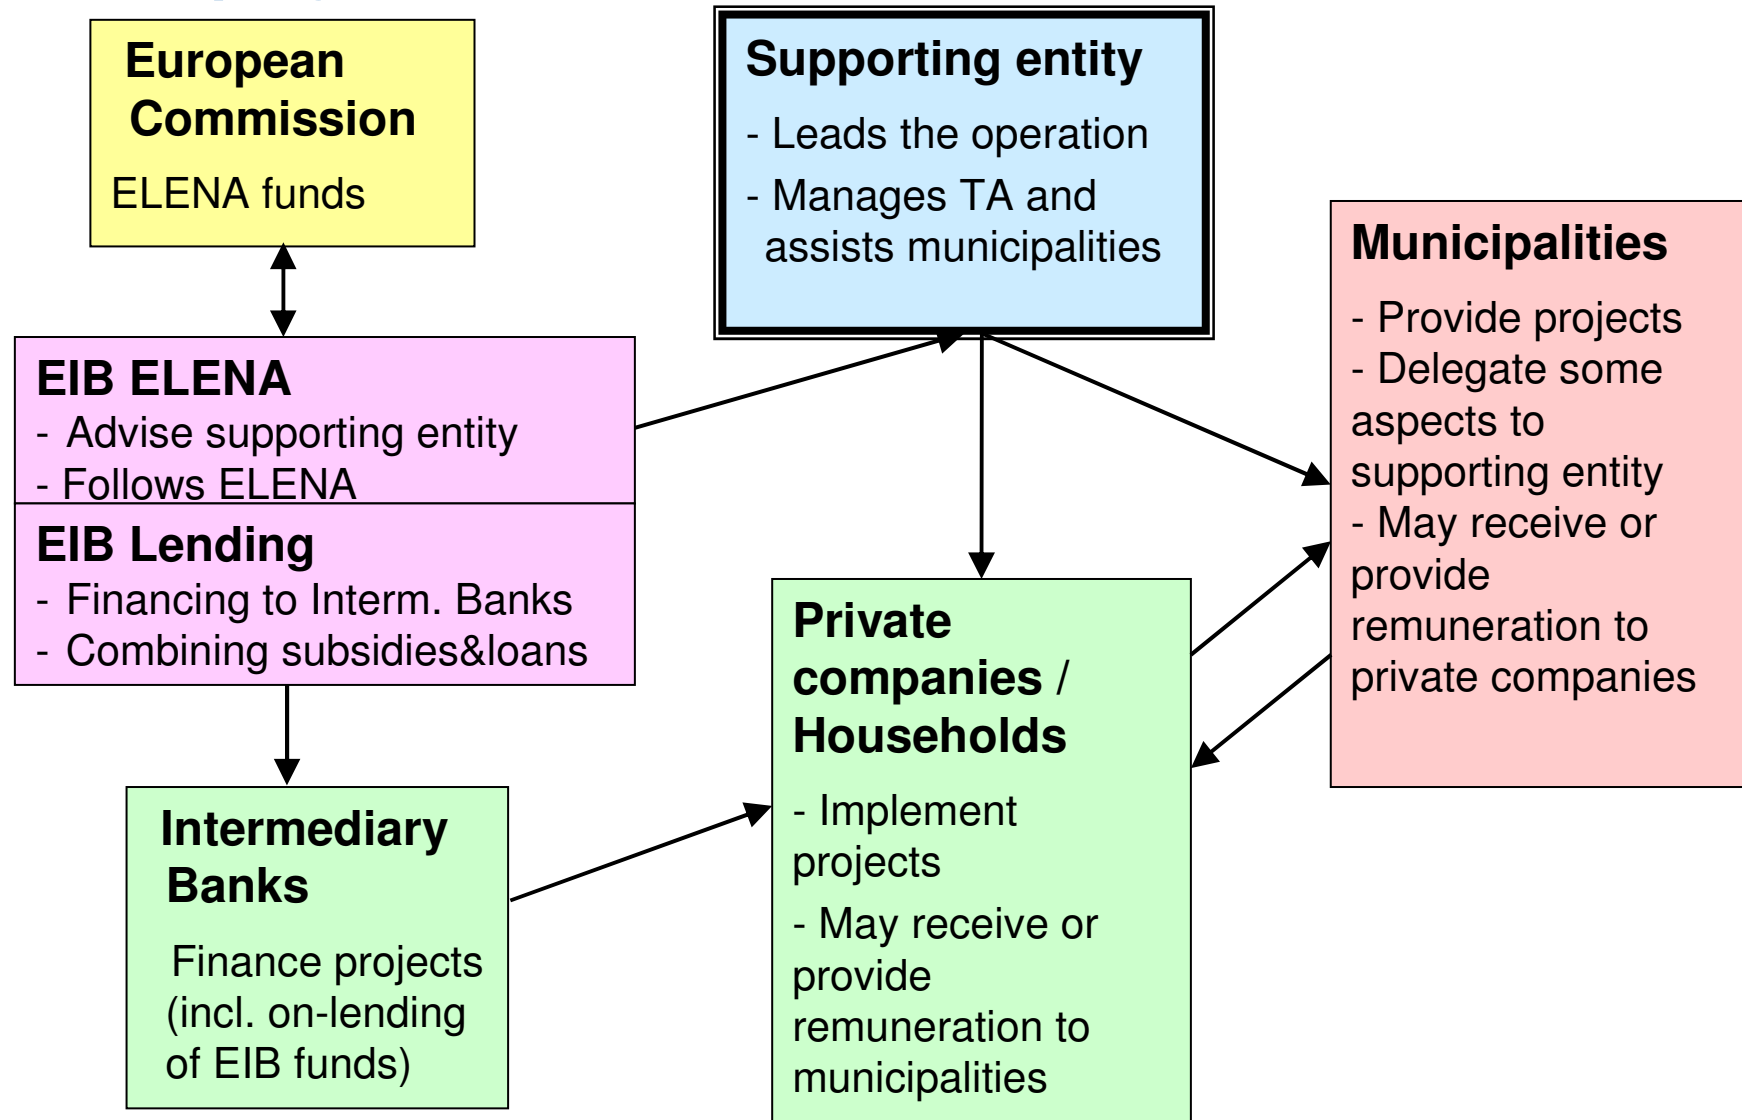 European
Commission
ELENA funds
Supporting entity
- Leads the operation
- Manages TA and
assists municipalities
Municipalities
- Provide projects
- Delegate some
aspects to
supporting entity
- May receive or
provide
remuneration to
private companies
EIB ELENA
- Advise supporting entity
- Follows ELENA
EIB Lending
- Financing to Interm. Banks
- Combining subsidies&loans
Private
companies /
Households
- Implement
projects
- May receive or
provide
remuneration to
municipalities
Intermediary
Banks
Finance projects
(incl. on-lending
of EIB funds)